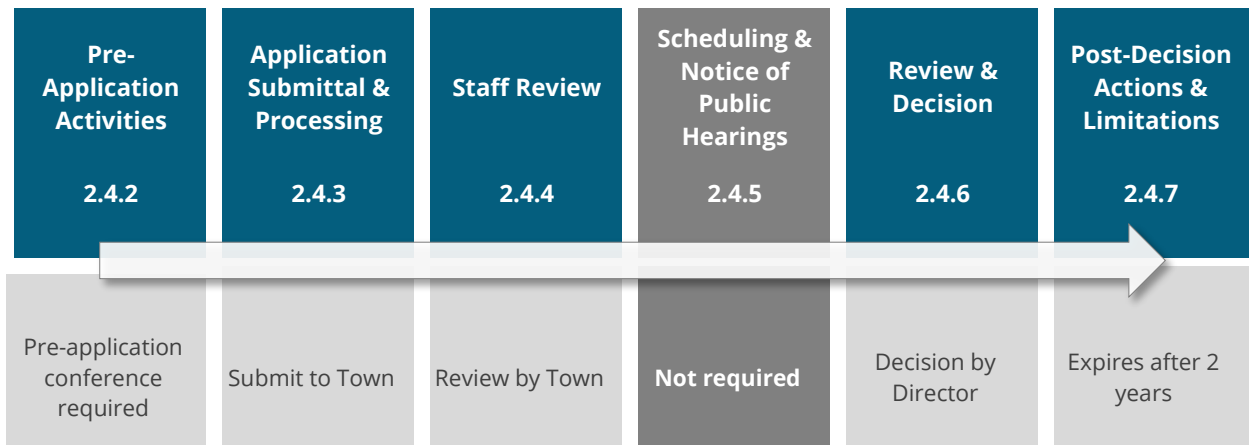 Pre-
Application
Activities
2.4.2
Application
Submittal &
Processing
2.4.3
Staff Review
2.4.4
Scheduling &
Notice of
Public
Hearings
2.4.5
Review &
Decision
2.4.6
Post-Decision
Actions &
Limitations
2.4.7
Pre-application
conference
required
Submit to Town
Review by Town
Not required
Decision by
Director
Expires after 2
years